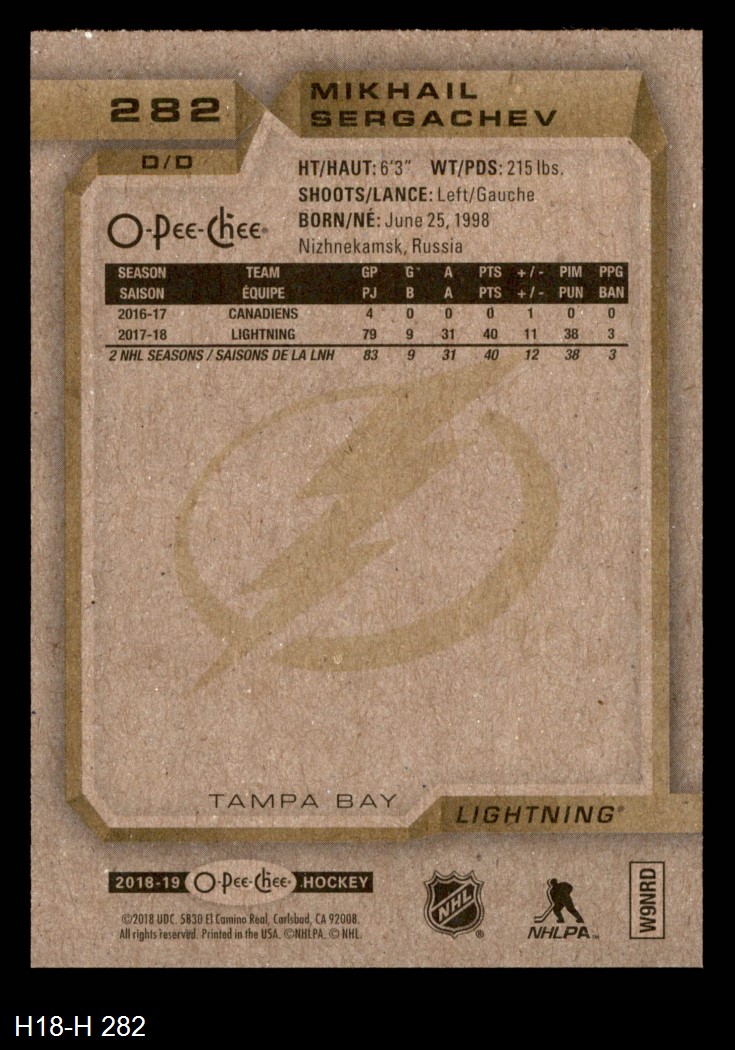 282
MIKHAIL
SERGACHEV
D/D
HT/HAUT: 6'3" WT/PDS: 215 lbs.
SHOOTS/LANCE: Left/Gauche
BORN/NÉ: June 25, 1998
Nizhnekamsk, Russia
O-Pee-Chee®
SEASON TEAM GP G A PTS +/- PIM PPG
SAISON ÉQUIPE PJ B A PTS +/- PUN BAN
2016-17 CANADIENS 4 0 0 0 1 0 0
2017-18 LIGHTNING 79 9 31 40 11 38 3
2 NHL SEASONS / SAISONS DE LA LNH 83 9 31 40 12 38 3
TAMPA BAY
LIGHTNING®
2018-19 O-Pee-Chee® HOCKEY
©2018 UDC. 5830 El Camino Real, Carlsbad, CA 92008.
All rights reserved. Printed in the USA. ©NHLPA. © NHL.
NHL®
NHLPA™
W9NRD
H18-H 282